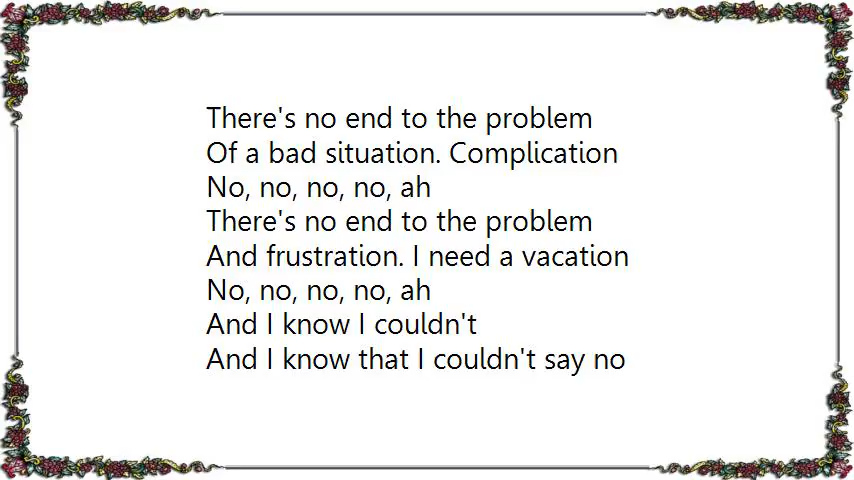 There's no end to the problem
Of a bad situation. Complication
No, no, no, no, ah
There's no end to the problem
And frustration. I need a vacation
No, no, no, no, ah
And I know I couldn't
And I know that I couldn't say no